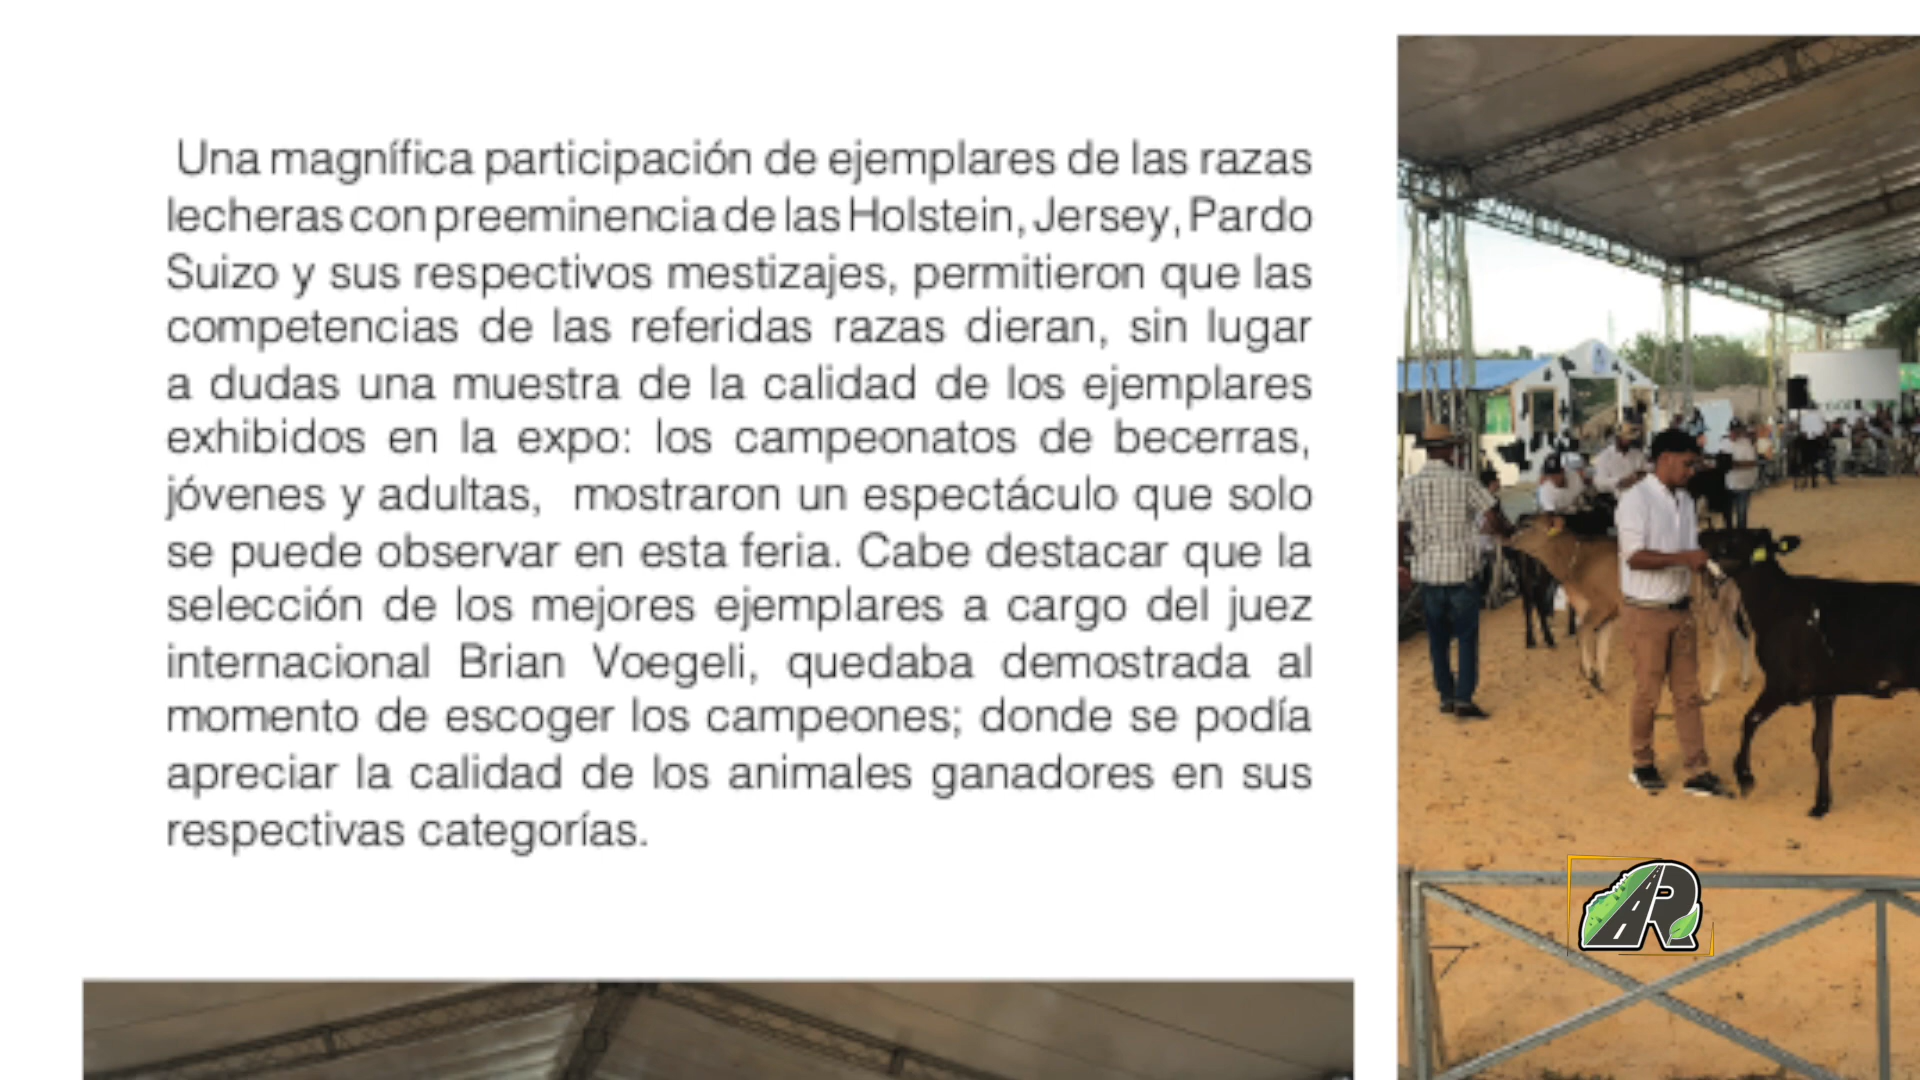 Una magnífica participación de ejemplares de las razas
lecheras con preeminencia de las Holstein, Jersey, Pardo
Suizo y sus respectivos mestizajes, permitieron que las
competencias de las referidas razas dieran, sin lugar
a dudas una muestra de la calidad de los ejemplares
exhibidos en la expo: los campeonatos de becerras,
jóvenes y adultas,  mostraron un espectáculo que solo
se puede observar en esta feria. Cabe destacar que la
selección de los mejores ejemplares a cargo del juez
internacional Brian Voegeli, quedaba demostrada al
momento de escoger los campeones; donde se podía
apreciar la calidad de los animales ganadores en sus
respectivas categorías.
R